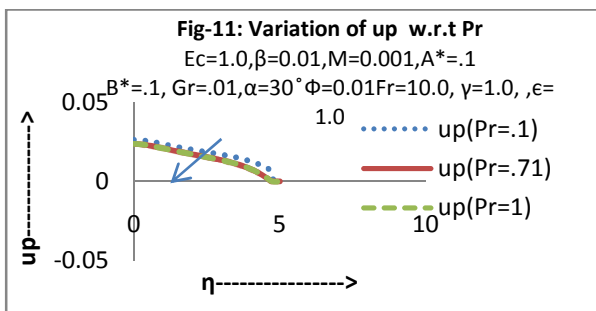 Fig-11: Variation of up  w.r.t Pr
Ec=1.0,β=0.01,M=0.001,A*=.1
B*=.1, Gr=.01,α=30˚Φ=0.01Fr=10.0, γ=1.0, ,ϵ=
1.0
0.05
0
-0.05
0
5
10
up(Pr=.1)
up(Pr=.71)
up(Pr=1)
up---------->
η---------------->